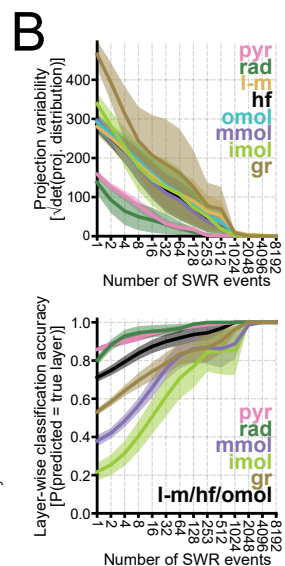 B
Projection variability
[√det(proj. distribution)]
400
300
200
100
0
pyr
rad
l-m
hf
omol
mmol
imol
gr
1 2 4 8 16 32 64 128 253 512 1024 2048 4096 8192
Number of SWR events
Layer-wise classification accuracy
[P(predicted = true layer)]
1.0
0.8
0.6
0.4
0.2
0.0
pyr
rad
mmol
imol
gr
l-m/hf/omol
1 2 4 8 16 32 64 128 253 512 1024 2048 4096 8192
Number of SWR events